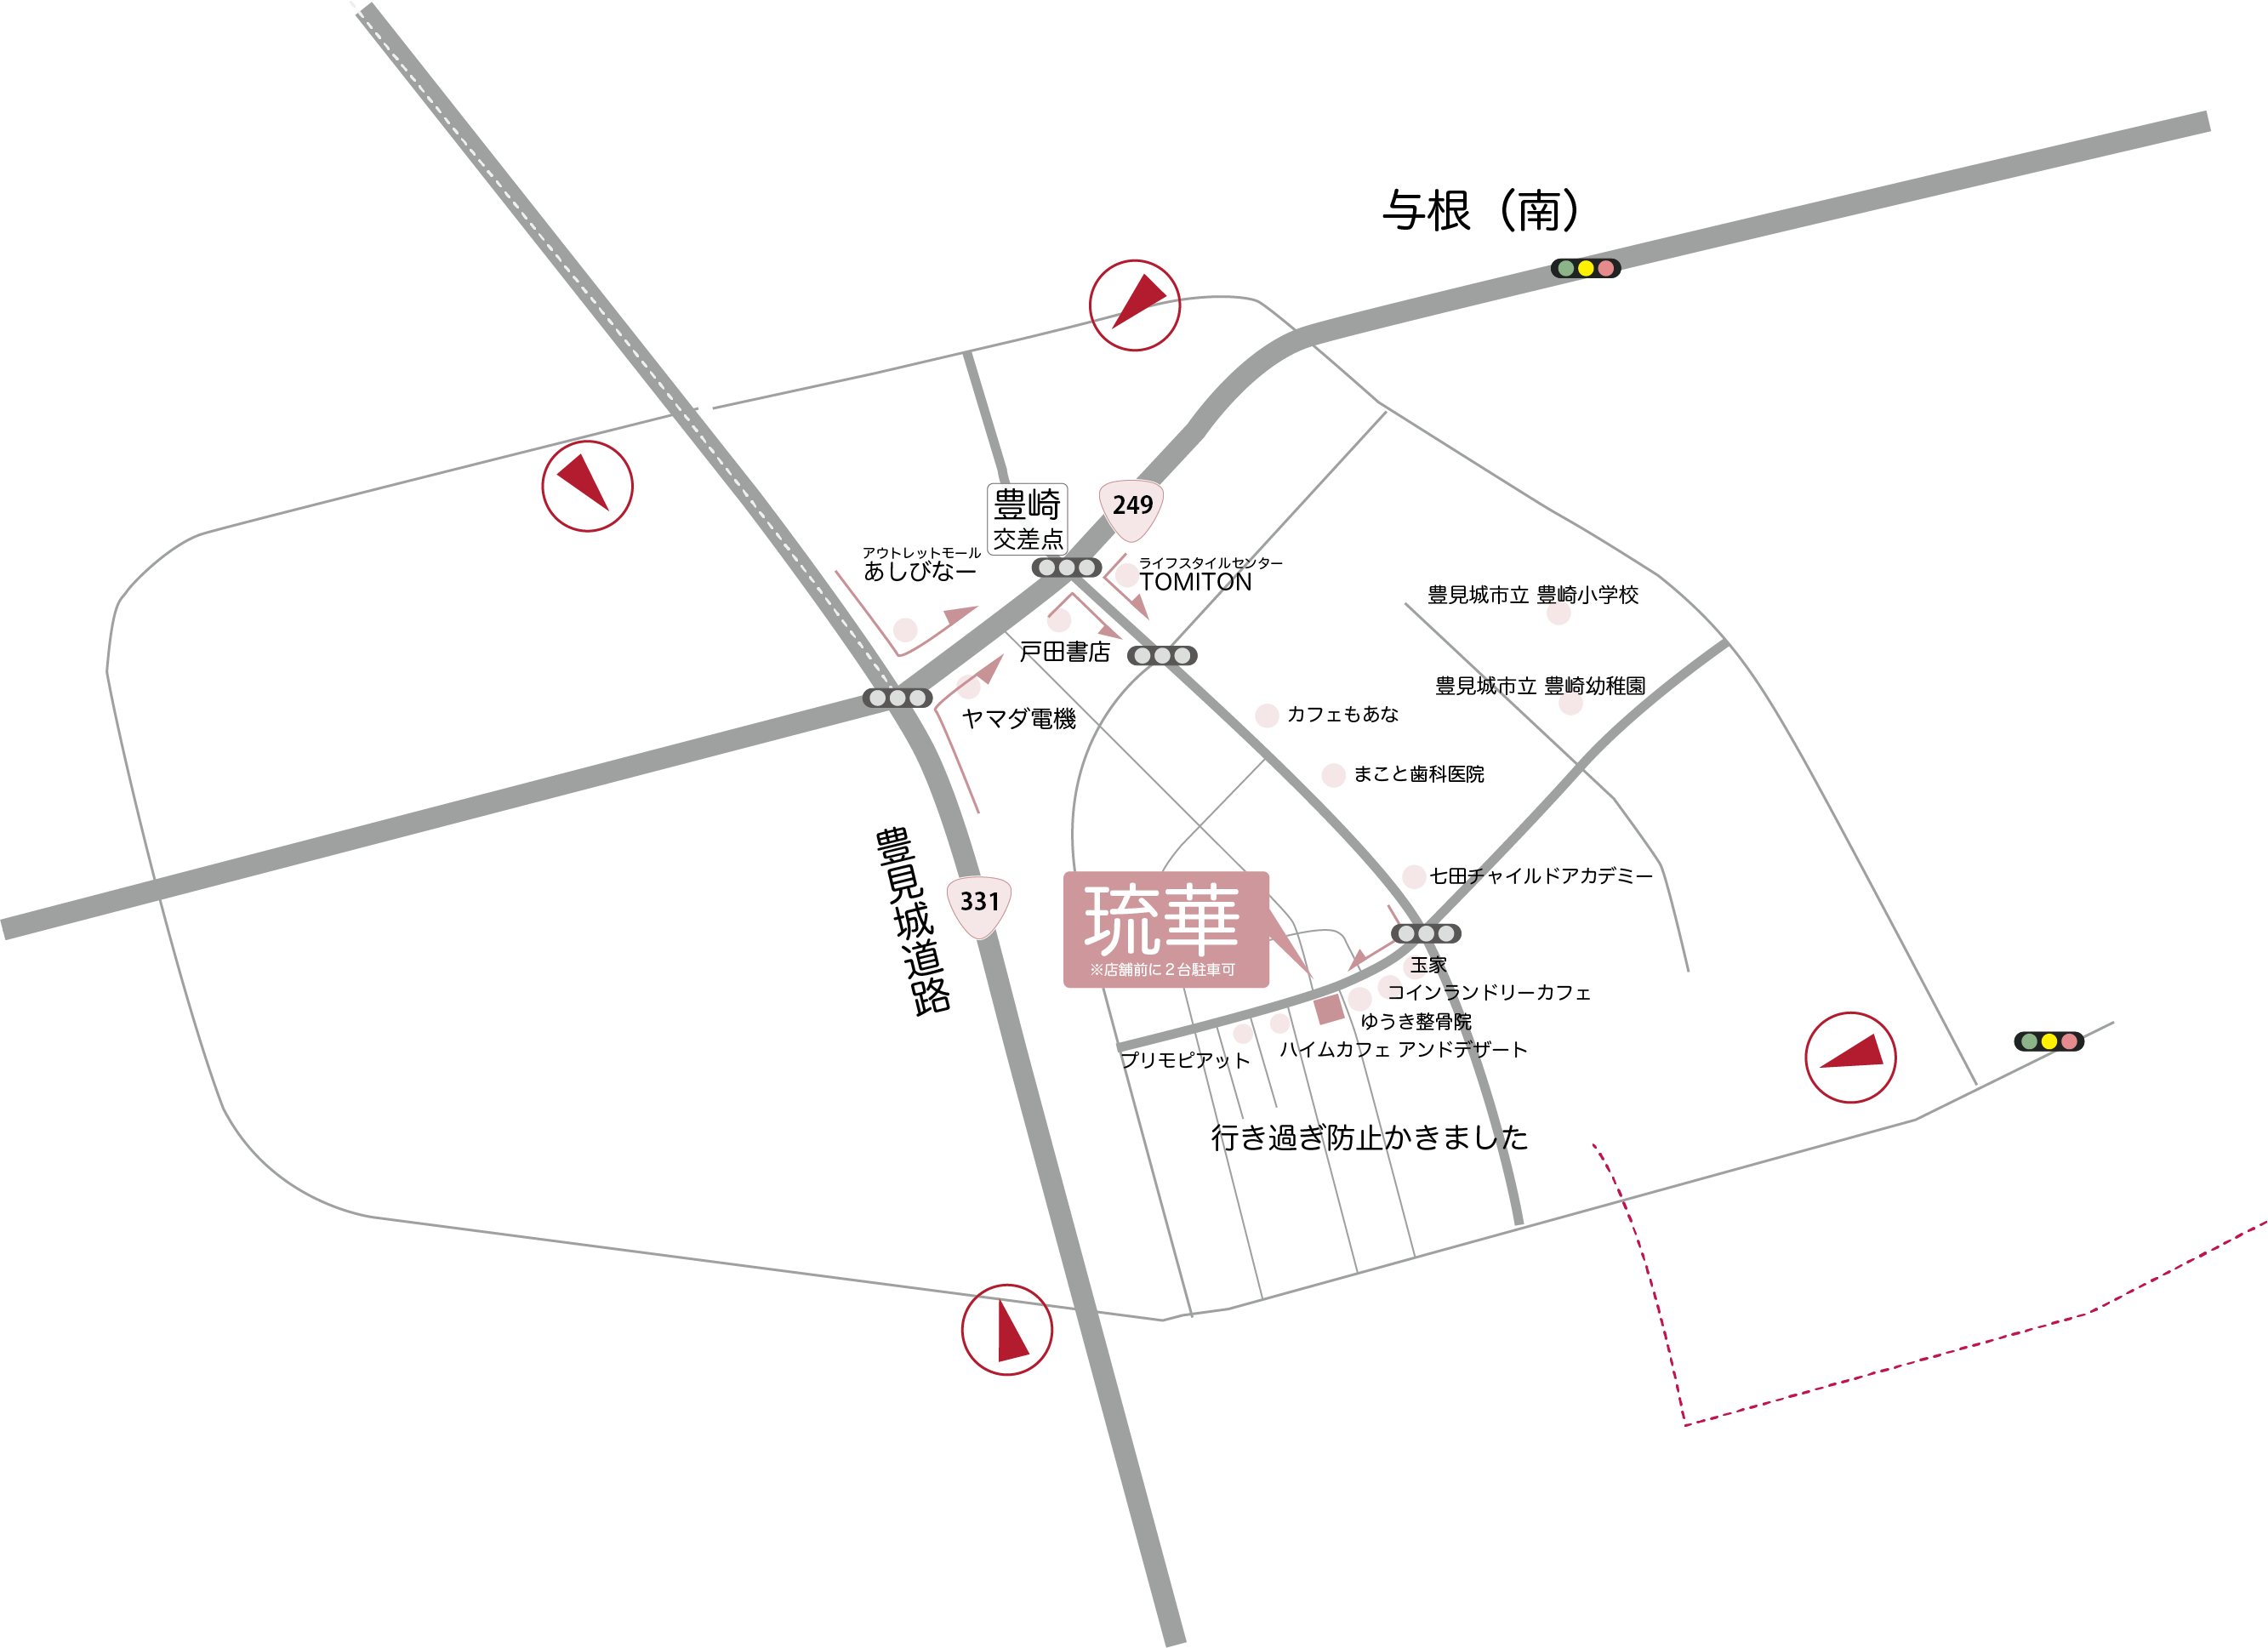 与根（南）
豊崎
交差点
249
アウトレットモール
あしびなー
ライフスタイルセンター
TOMITON
豊見城市立 豊崎小学校
戸田書店
豊見城市立 豊崎幼稚園
ヤマダ電機
カフェもあな
まこと歯科医院
豊見城道路
331
七田チャイルドアカデミー
琉華
※店舗前に２台駐車可
玉家
コインランドリーカフェ
ゆうき整骨院
ハイムカフェ アンドデザート
プリモピアット
行き過ぎ防止かきました